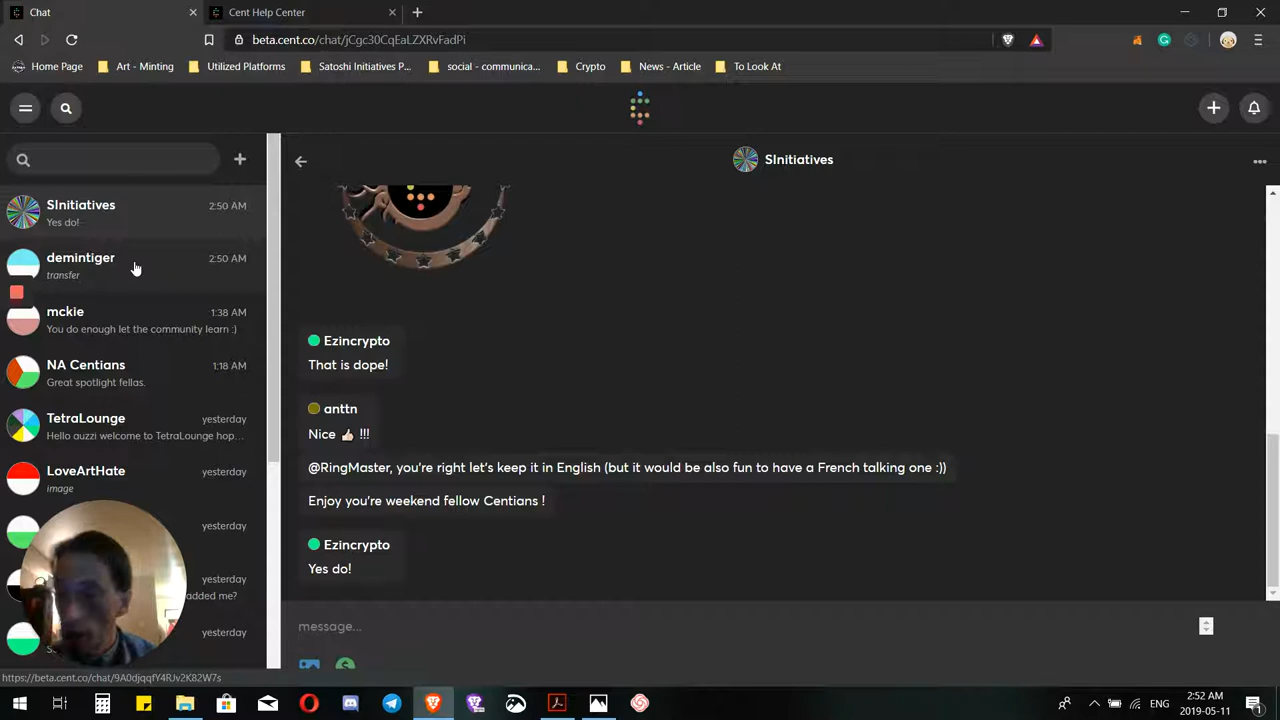 Chat
Cent Help Center
beta.cent.co/chat/jCgc30CqEaLZXRvFadPi
Home Page
Art - Minting
Utilized Platforms
Satoshi Initiatives P...
social - communica...
Crypto
News - Article
To Look At
SInitiatives
SInitiatives
2:50 AM
Yes do!
demintiger
2:50 AM
transfer
mckie
1:38 AM
You do enough let the community learn :)
NA Centians
1:18 AM
Great spotlight fellas.
TetraLounge
yesterday
Hello auzzi welcome to TetraLounge hop...
LoveArtHate
yesterday
image
yesterday
yesterday
added me?
yesterday
Ezincrypto
That is dope!
anttn
Nice 👍🏻 !!!
@RingMaster, you're right let's keep it in English (but it would be also fun to have a French talking one :))
Enjoy you're weekend fellow Centians !
Ezincrypto
Yes do!
message...
https://beta.cent.co/chat/9A0djqqfY4RJv2K82W7s
ENG
2:52 AM
2019-05-11